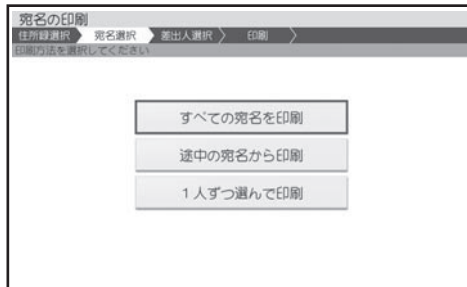 宛名の印刷
住所録選択 宛名選択 差出人選択 印刷
印刷方法を選択してください
すべての宛名を印刷
途中の宛名から印刷
1人ずつ選んで印刷